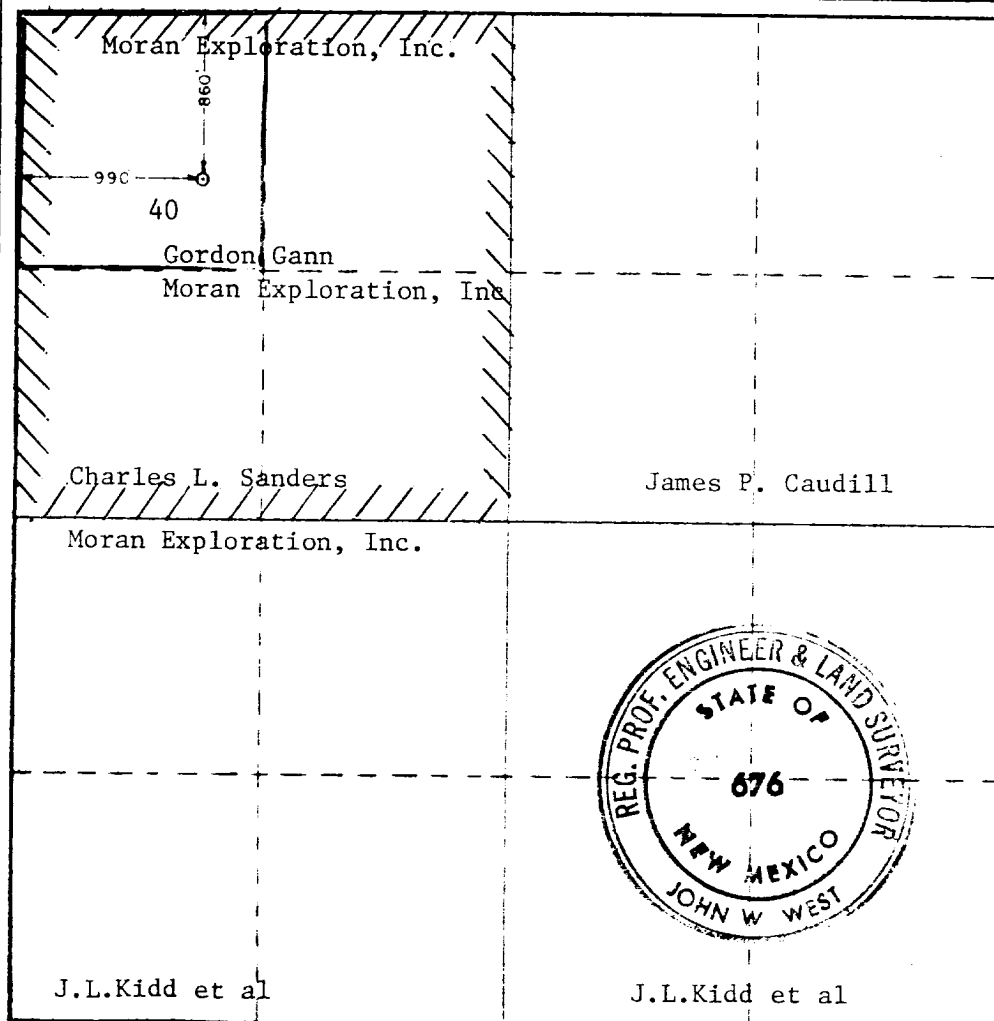 Moran Exploration, Inc.
860'
990
40
Gordon Gann
Moran Exploration, Inc
Charles L. Sanders
James P. Caudill
Moran Exploration, Inc.
REG. PROF. ENGINEER & LAND SURVEYOR
STATE OF
676
NEW MEXICO
JOHN W WEST
J.L.Kidd et al
J.L.Kidd et al